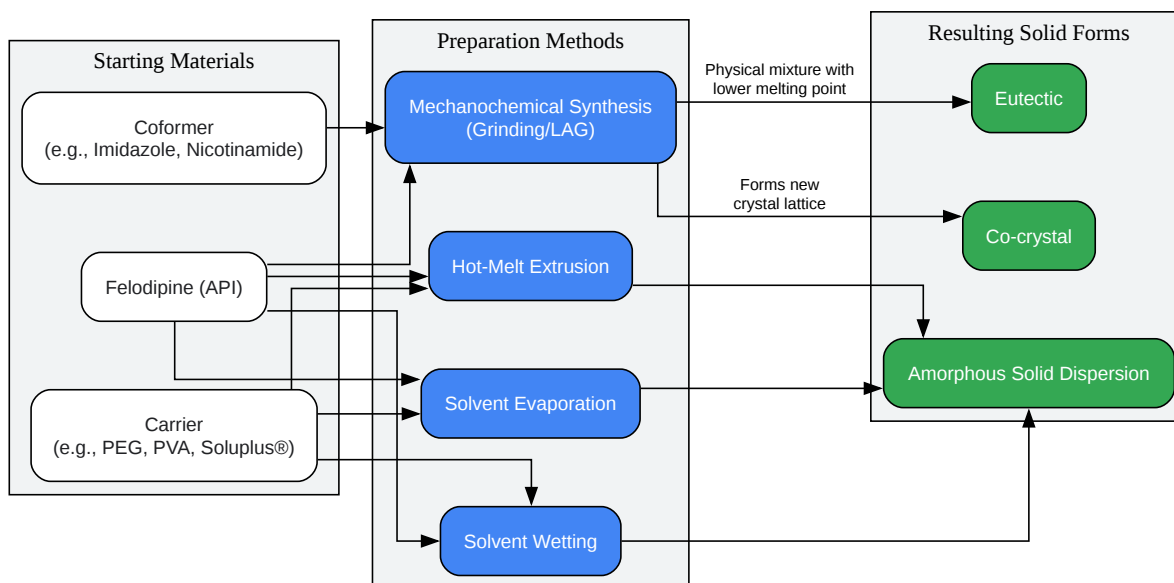 Starting Materials
Coformer
(e.g., Imidazole, Nicotinamide)
Felodipine (API)
Carrier
(e.g., PEG, PVA, Soluplus®)
Preparation Methods
Mechanochemical Synthesis
(Grinding/LAG)
Hot-Melt Extrusion
Solvent Evaporation
Solvent Wetting
Physical mixture with
lower melting point
Forms new
crystal lattice
Resulting Solid Forms
Eutectic
Co-crystal
Amorphous Solid Dispersion